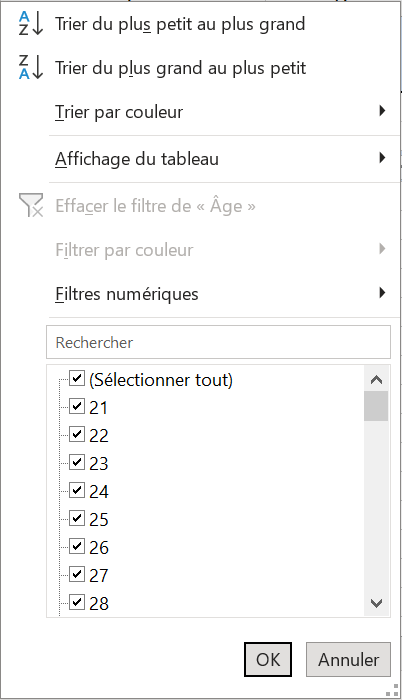 Trier du plus petit au plus grand
Trier du plus grand au plus petit
Trier par couleur
Affichage du tableau
Effacer le filtre de « Âge »
Filtrer par couleur
Filtres numériques
Rechercher
(Sélectionner tout)
21
22
23
24
25
26
27
28
OK Annuler